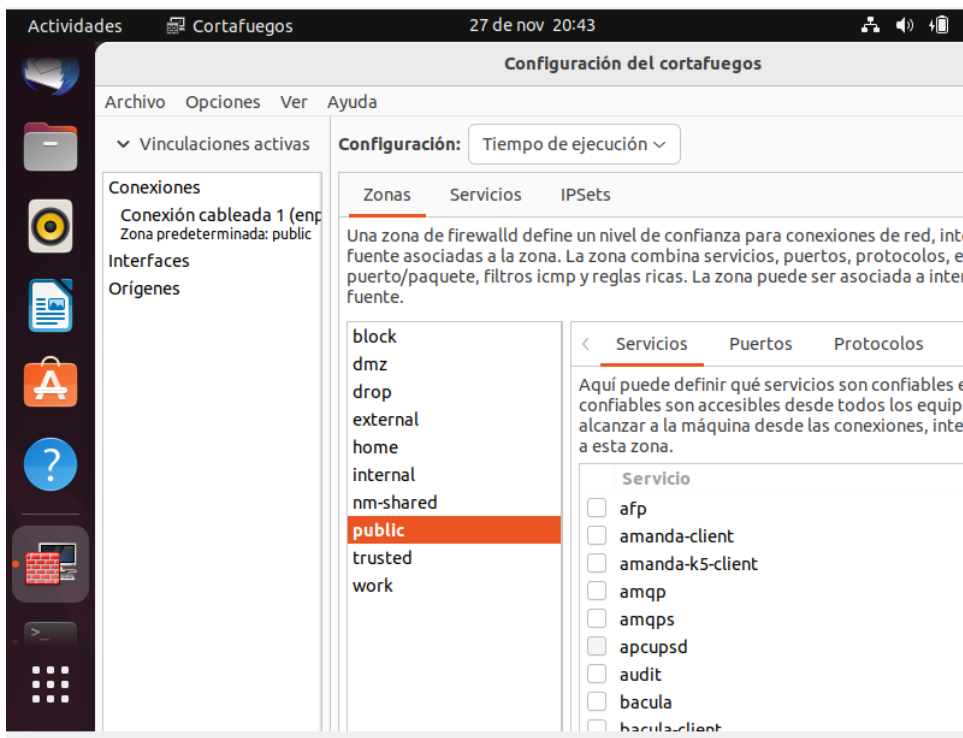 Actividades Cortafuegos 27 de nov 20:43
Configuración del cortafuegos
Archivo Opciones Ver Ayuda
Vinculaciones activas
Configuración: Tiempo de ejecución
Conexiones
Conexión cableada 1 (enp
Zona predeterminada: public
Interfaces
Orígenes
Zonas Servicios IPSets
Una zona de firewalld define un nivel de confianza para conexiones de red, int
fuente asociadas a la zona. La zona combina servicios, puertos, protocolos, e
puerto/paquete, filtros icmp y reglas ricas. La zona puede ser asociada a inter
fuente.
block
dmz
drop
external
home
internal
nm-shared
public
trusted
work
Servicios Puertos Protocolos
Aquí puede definir qué servicios son confiables e
confiables son accesibles desde todos los equip
alcanzar a la máquina desde las conexiones, inte
a esta zona.
Servicio
afp
amanda-client
amanda-k5-client
amqp
amqps
apcupsd
audit
bacula
bacula-client